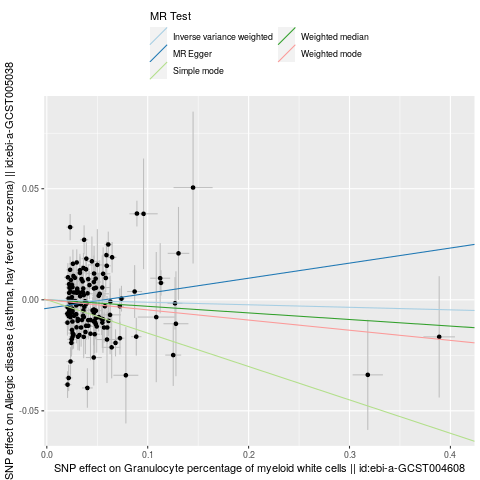 MR Test
Inverse variance weighted
Weighted median
MR Egger
Weighted mode
Simple mode
SNP effect on Allergic disease (asthma, hay fever or eczema) || id:ebi-a-GCST005038
0.05
0.00
-0.05
0.0
0.1
0.2
0.3
0.4
SNP effect on Granulocyte percentage of myeloid white cells || id:ebi-a-GCST004608